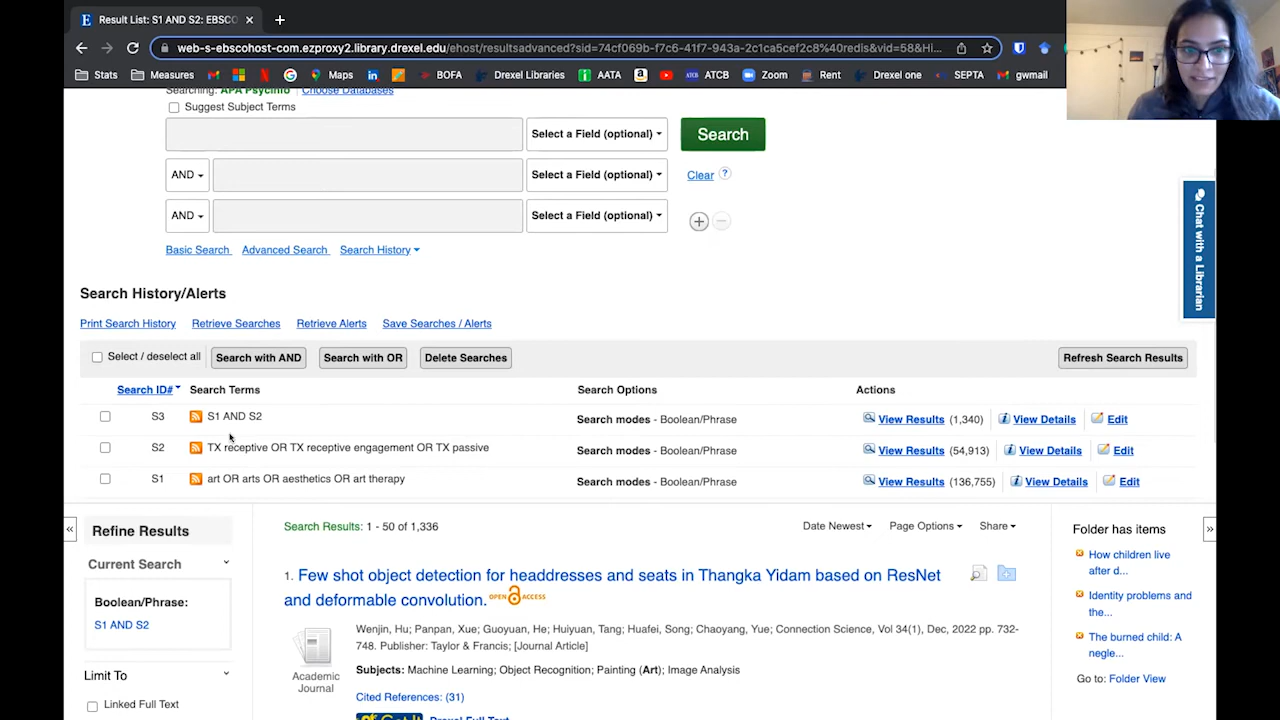 Result List: S1 AND S2: EBSCO
web-s-ebscohost-com.ezproxy2.library.drexel.edu/ehost/resultsadvanced?sid=74cf069b-f7c6-41f7-943a-2c1ca5cef2c8%40redis&vid=58&Hi...
Stats Measures Maps BOFA Drexel Libraries AATA ATCB Zoom Rent Drexel one SEPTA gwmail
Searching: APA PsycInfo Choose Databases
Suggest Subject Terms
Select a Field (optional) Search
AND Select a Field (optional) Clear ?
AND Select a Field (optional)
Basic Search Advanced Search Search History
Chat with a Librarian
Search History/Alerts
Print Search History Retrieve Searches Retrieve Alerts Save Searches / Alerts
Select / deselect all Search with AND Search with OR Delete Searches Refresh Search Results
Search ID# Search Terms Search Options Actions
S3 S1 AND S2 Search modes - Boolean/Phrase View Results (1,340) View Details Edit
S2 TX receptive OR TX receptive engagement OR TX passive Search modes - Boolean/Phrase View Results (54,913) View Details Edit
S1 art OR arts OR aesthetics OR art therapy Search modes - Boolean/Phrase View Results (136,755) View Details Edit
Refine Results
Current Search
Boolean/Phrase:
S1 AND S2
Limit To
Linked Full Text
Search Results: 1 - 50 of 1,336 Date Newest Page Options Share
1. Few shot object detection for headdresses and seats in Thangka Yidam based on ResNet
and deformable convolution. OPEN ACCESS
Wenjin, Hu; Panpan, Xue; Guoyuan, He; Huiyuan, Tang; Huafei, Song; Chaoyang, Yue; Connection Science, Vol 34(1), Dec, 2022 pp. 732-
748. Publisher: Taylor & Francis; [Journal Article]
Academic
Journal
Subjects: Machine Learning; Object Recognition; Painting (Art); Image Analysis
Cited References: (31)
Get It Drexel Full Text
Folder has items
How children live
after d...
Identity problems and
the...
The burned child: A
negle...
Go to: Folder View